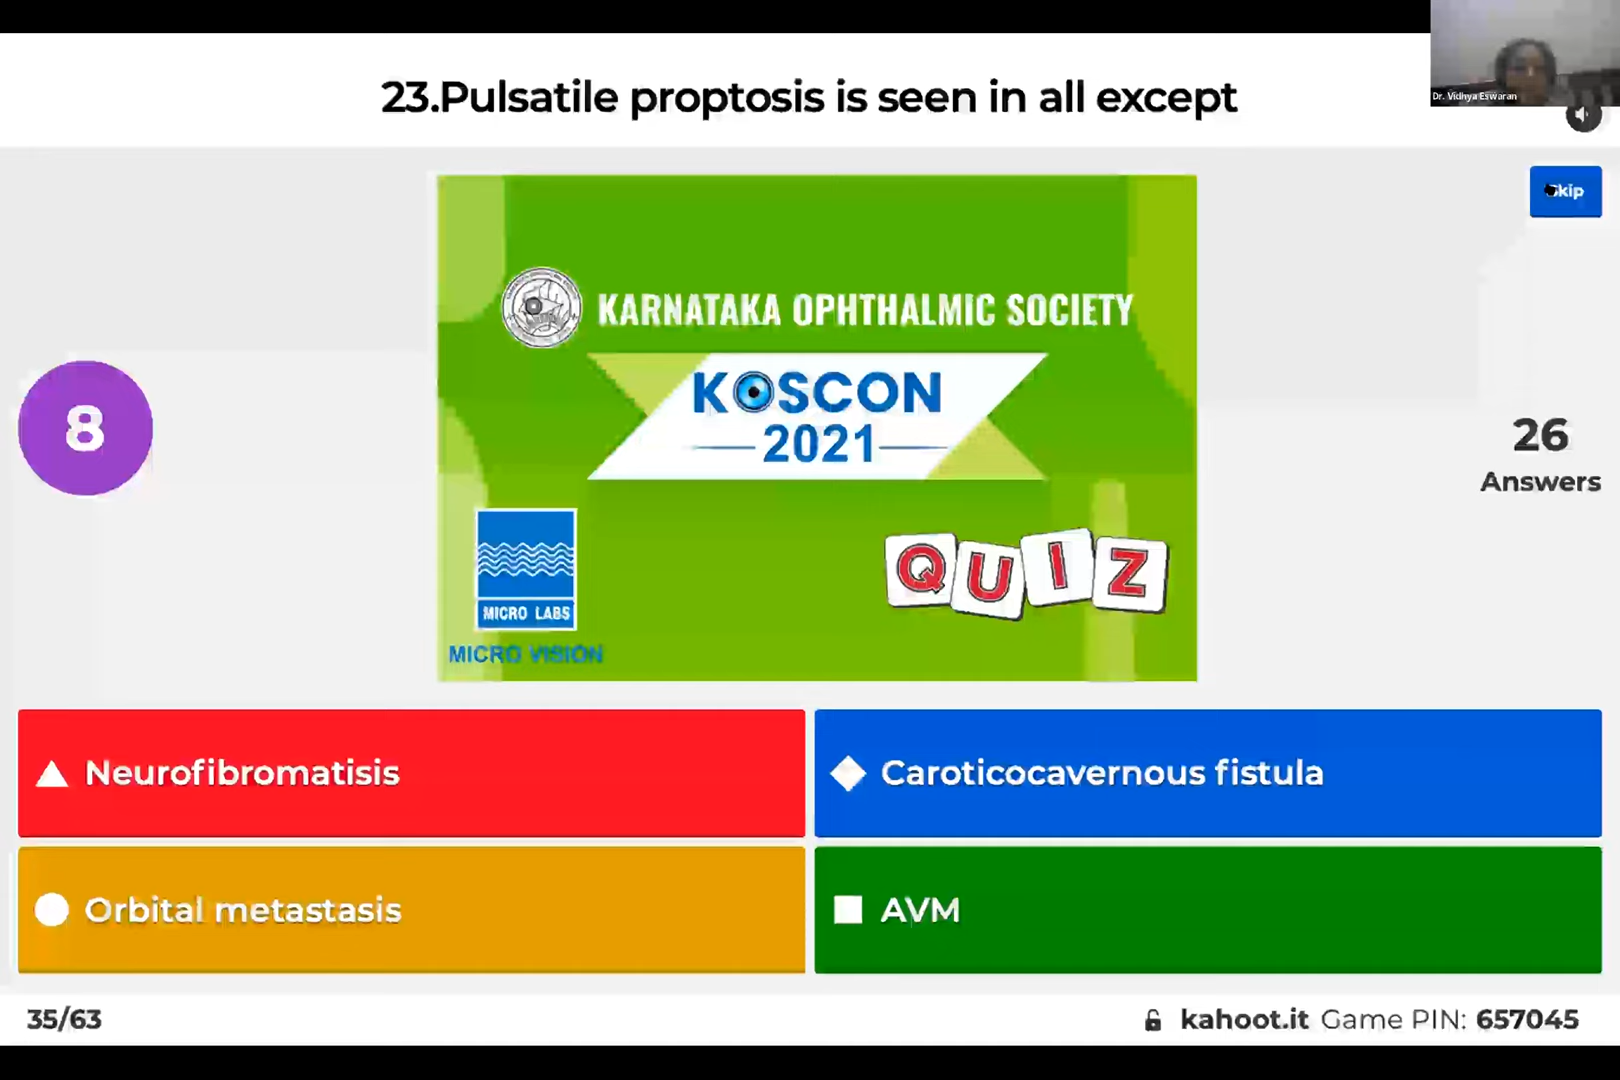 23.Pulsatile proptosis is seen in all except
Dr. Vidhya Eswaran
Skip
KARNATAKA OPHTHALMIC SOCIETY
KOSCON
2021
8
26
Answers
MICRO LABS
MICRO VISION
QUIZ
Neurofibromatisis
Caroticocavernous fistula
Orbital metastasis
AVM
35/63
kahoot.it Game PIN: 657045